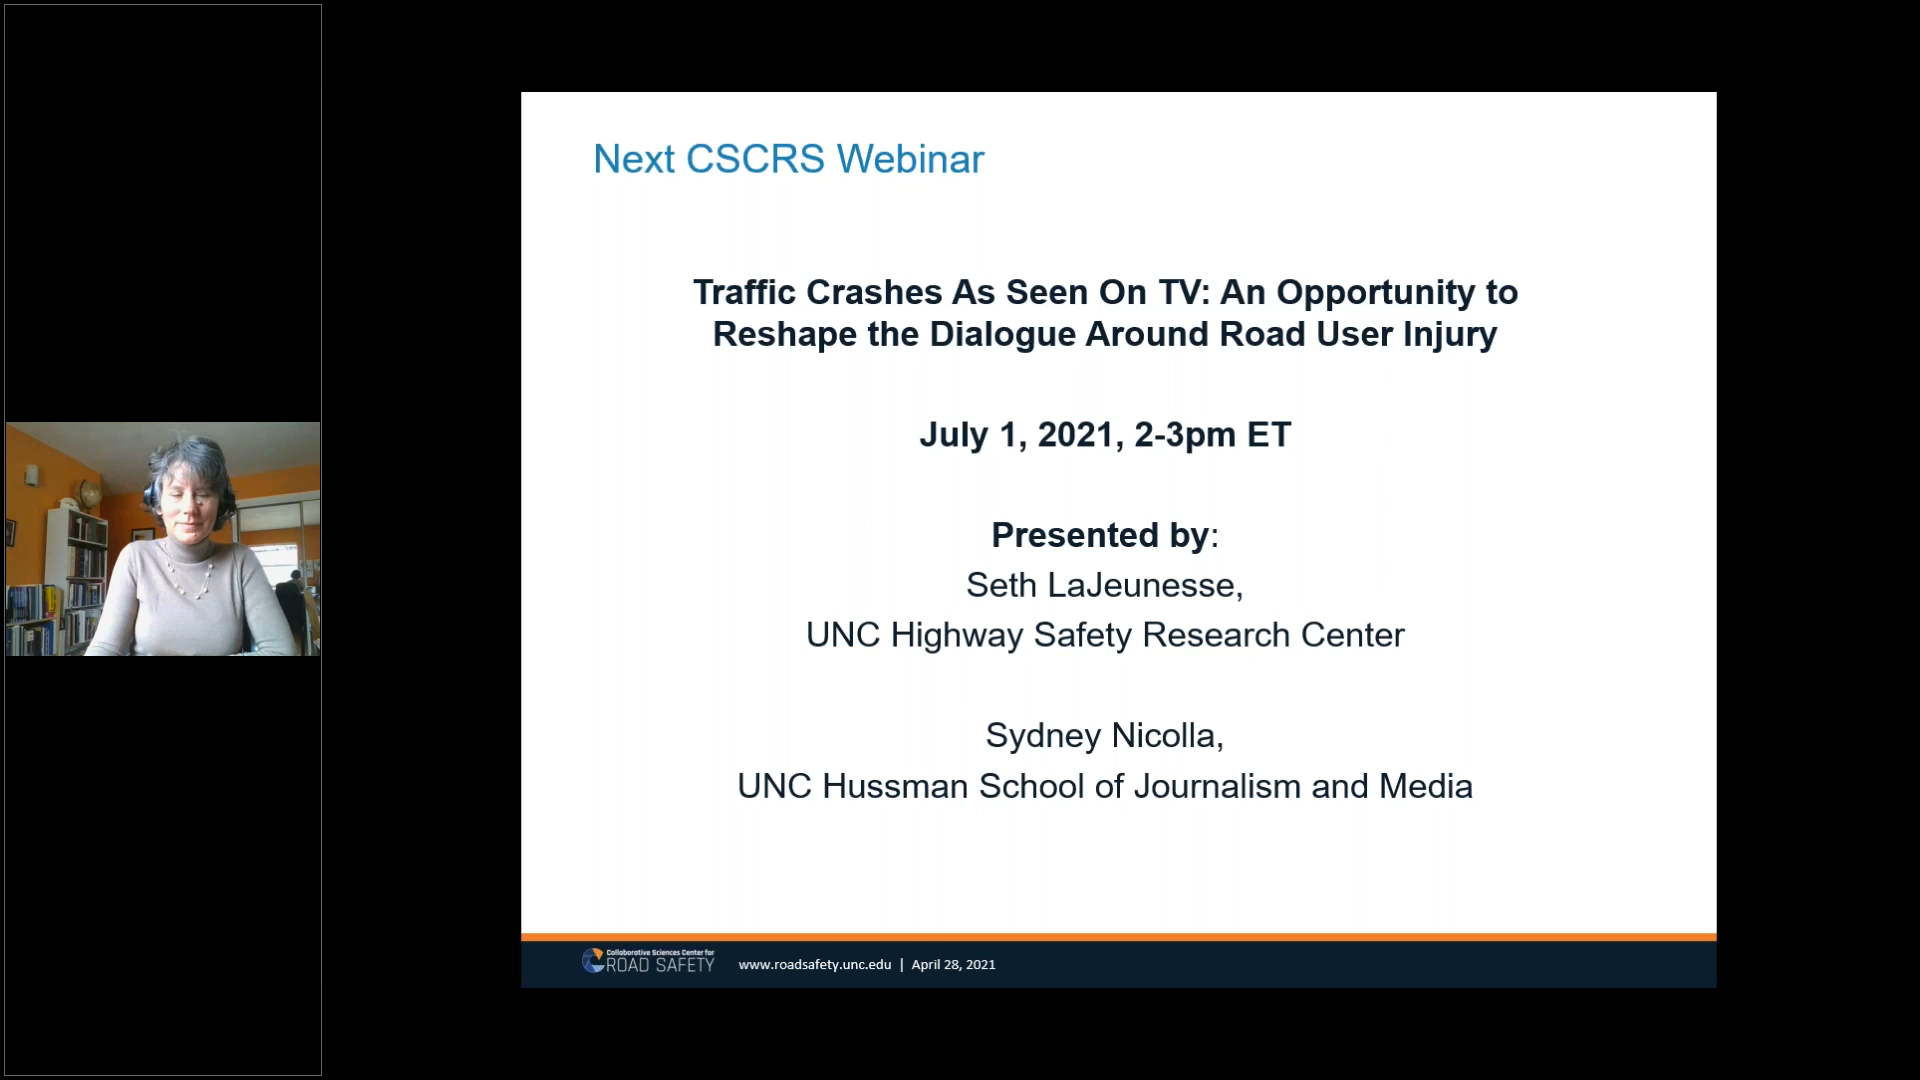 Next CSCRS Webinar
Traffic Crashes As Seen On TV: An Opportunity to
Reshape the Dialogue Around Road User Injury
July 1, 2021, 2-3pm ET
Presented by:
Seth LaJeunesse,
UNC Highway Safety Research Center
Sydney Nicolla,
UNC Hussman School of Journalism and Media
Collaborative Sciences Center for
ROAD SAFETY
www.roadsafety.unc.edu | April 28, 2021